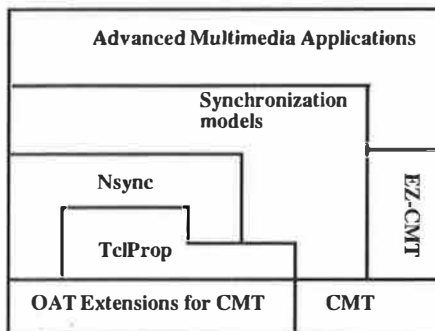 Advanced Multimedia Applications
Synchronization
models
Nsync
EZ-CMT
TclProp
OAT Extensions for CMT
CMT